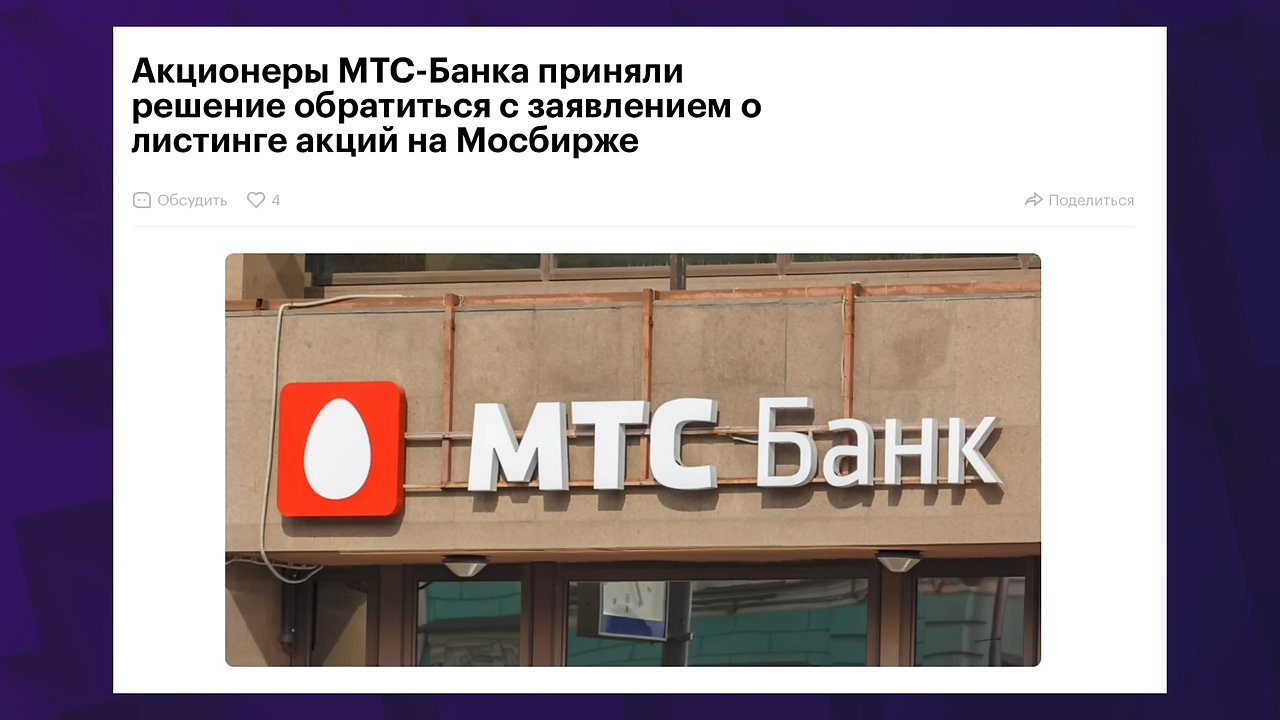 Акционеры МТС-Банка приняли
решение обратиться с заявлением о
листинге акций на Мосбирже
Обсудить 4 Поделиться
МТС Банк